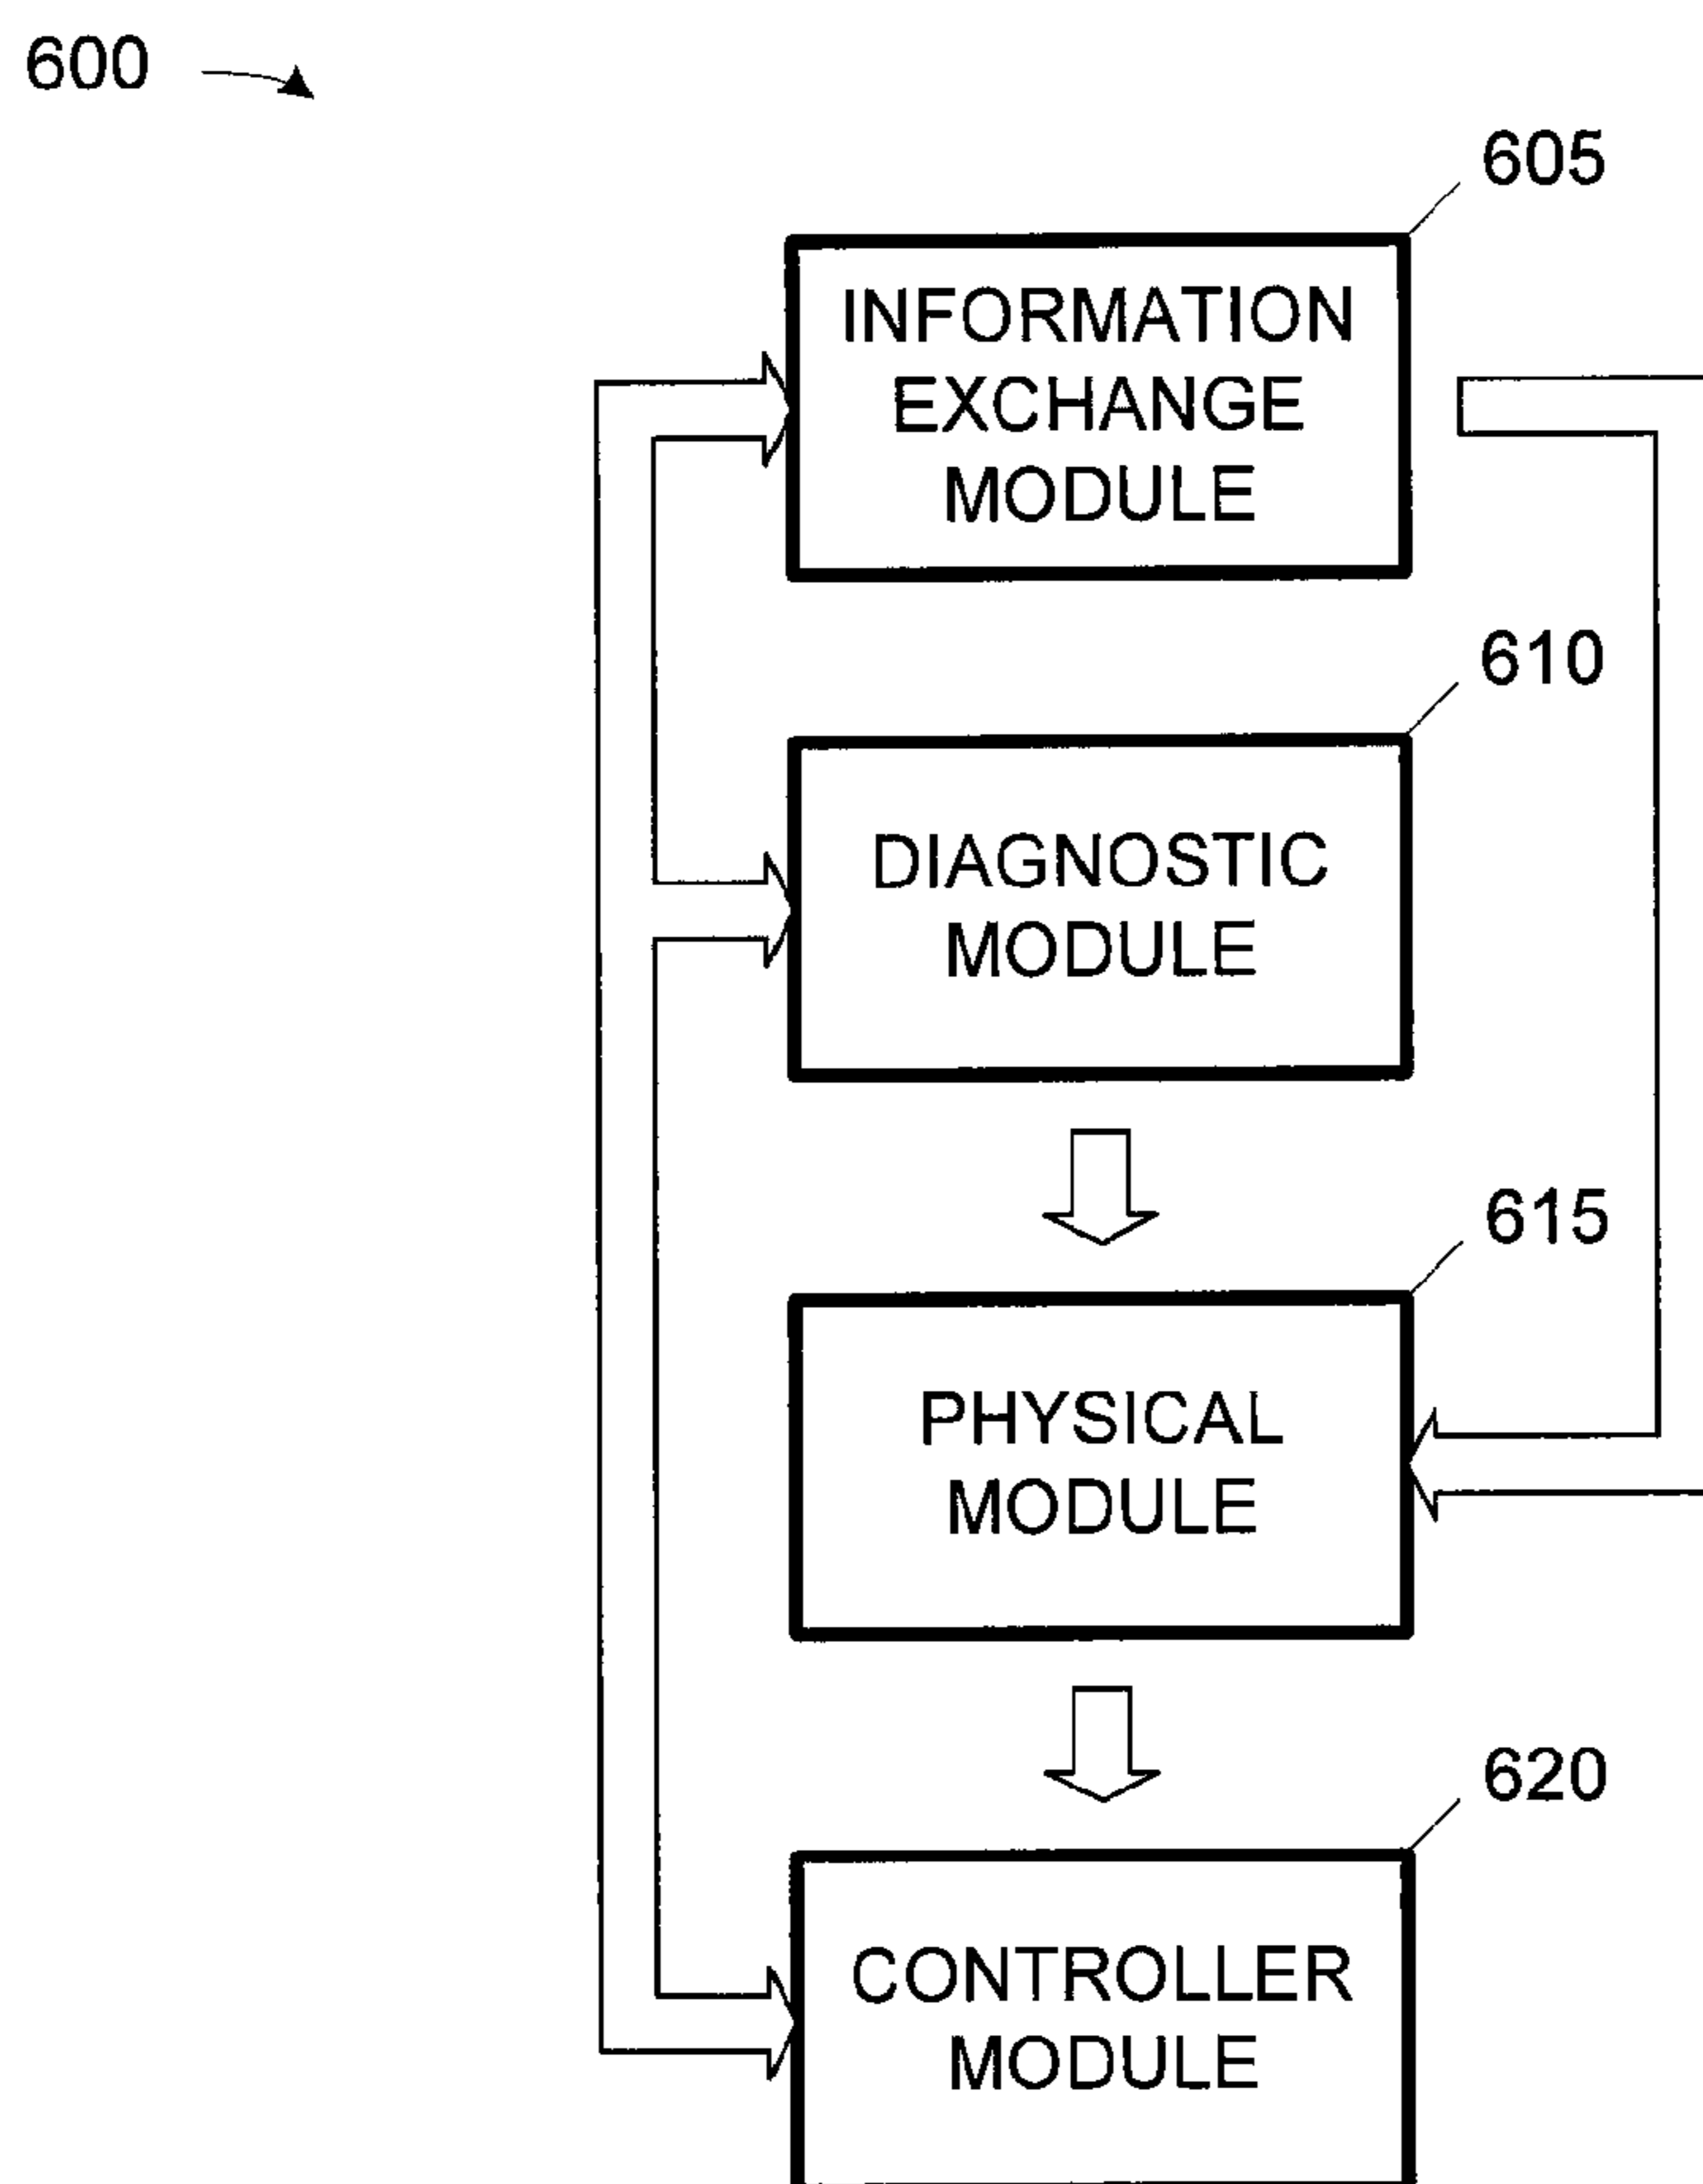 600
605
INFORMATION
EXCHANGE
MODULE
610
DIAGNOSTIC
MODULE
615
PHYSICAL
MODULE
620
CONTROLLER
MODULE